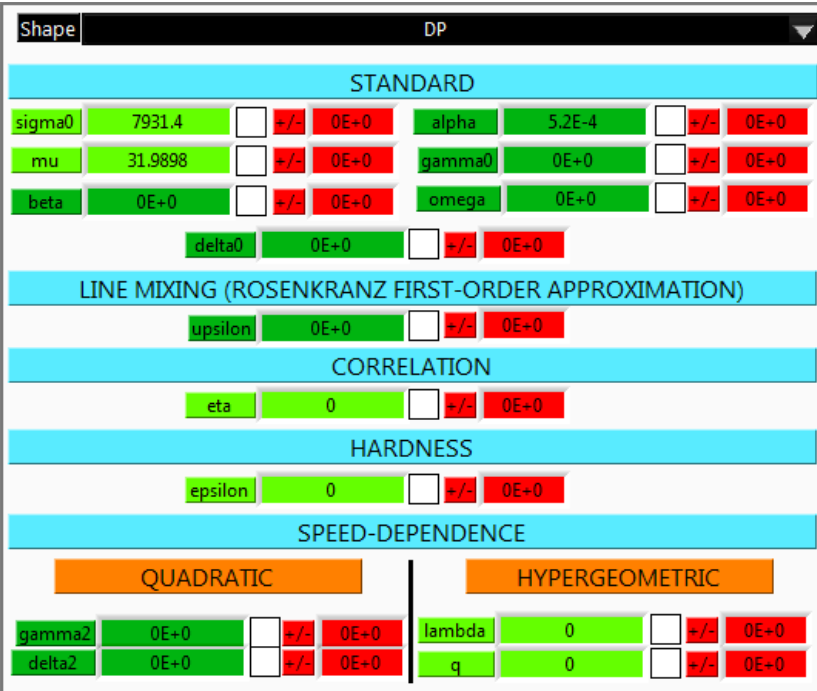 Shape DP
STANDARD
sigma0 7931.4 +/- 0E+0 alpha 5.2E-4 +/- 0E+0
mu 31.9898 +/- 0E+0 gamma0 0E+0 +/- 0E+0
beta 0E+0 +/- 0E+0 omega 0E+0 +/- 0E+0
delta0 0E+0 +/- 0E+0
LINE MIXING (ROSENKRANZ FIRST-ORDER APPROXIMATION)
upsilon 0E+0 +/- 0E+0
CORRELATION
eta 0 +/- 0E+0
HARDNESS
epsilon 0 +/- 0E+0
SPEED-DEPENDENCE
QUADRATIC HYPERGEOMETRIC
gamma2 0E+0 +/- 0E+0 lambda 0 +/- 0E+0
delta2 0E+0 +/- 0E+0 q 0 +/- 0E+0